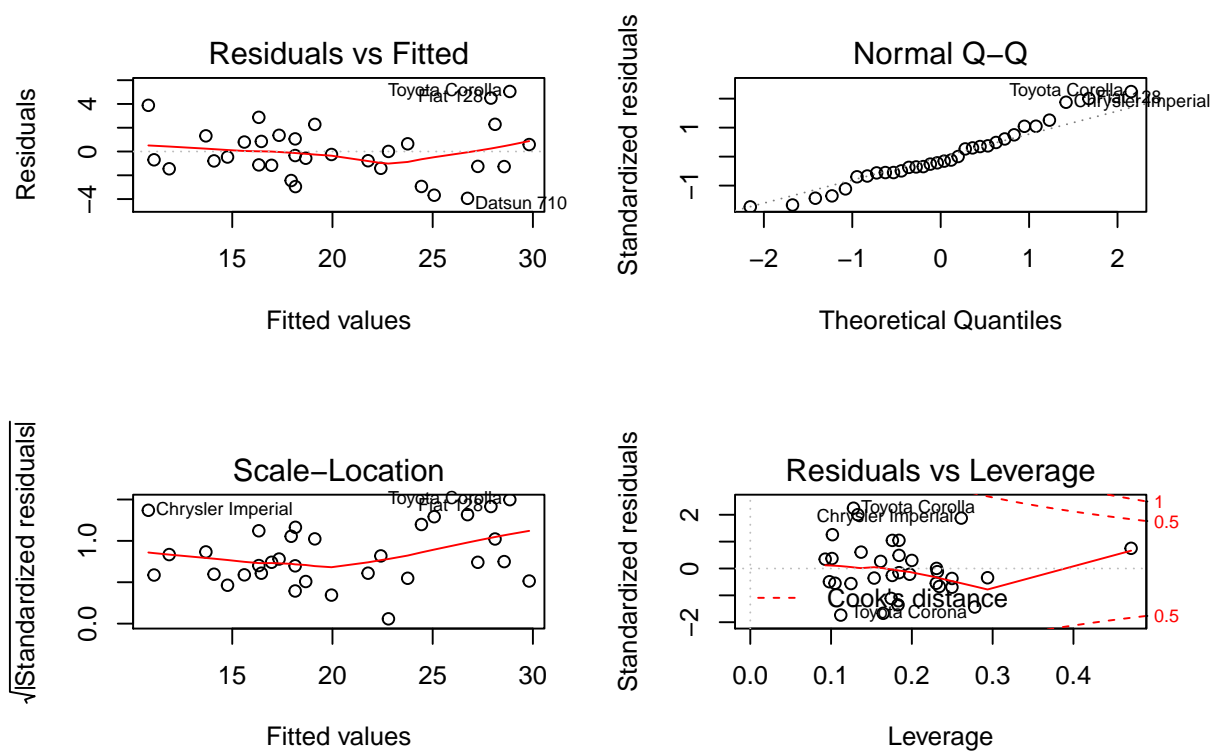 Residuals vs Fitted
Residuals
4
0
−4
Toyota Corolla
Fiat 128
Datsun 710
15
20
25
30
Fitted values
Normal Q−Q
Standardized residuals
1
−1
Toyota Corolla
Fiat 128
Chrysler Imperial
−2
−1
0
1
2
Theoretical Quantiles
Scale−Location
√|Standardized residuals|
1.0
0.0
Chrysler Imperial
Toyota Corolla
Fiat 128
15
20
25
30
Fitted values
Residuals vs Leverage
Standardized residuals
2
0
−2
Toyota Corolla
Chrysler Imperial
Cook's distance
Toyota Corona
1
0.5
0.5
0.0
0.1
0.2
0.3
0.4
Leverage